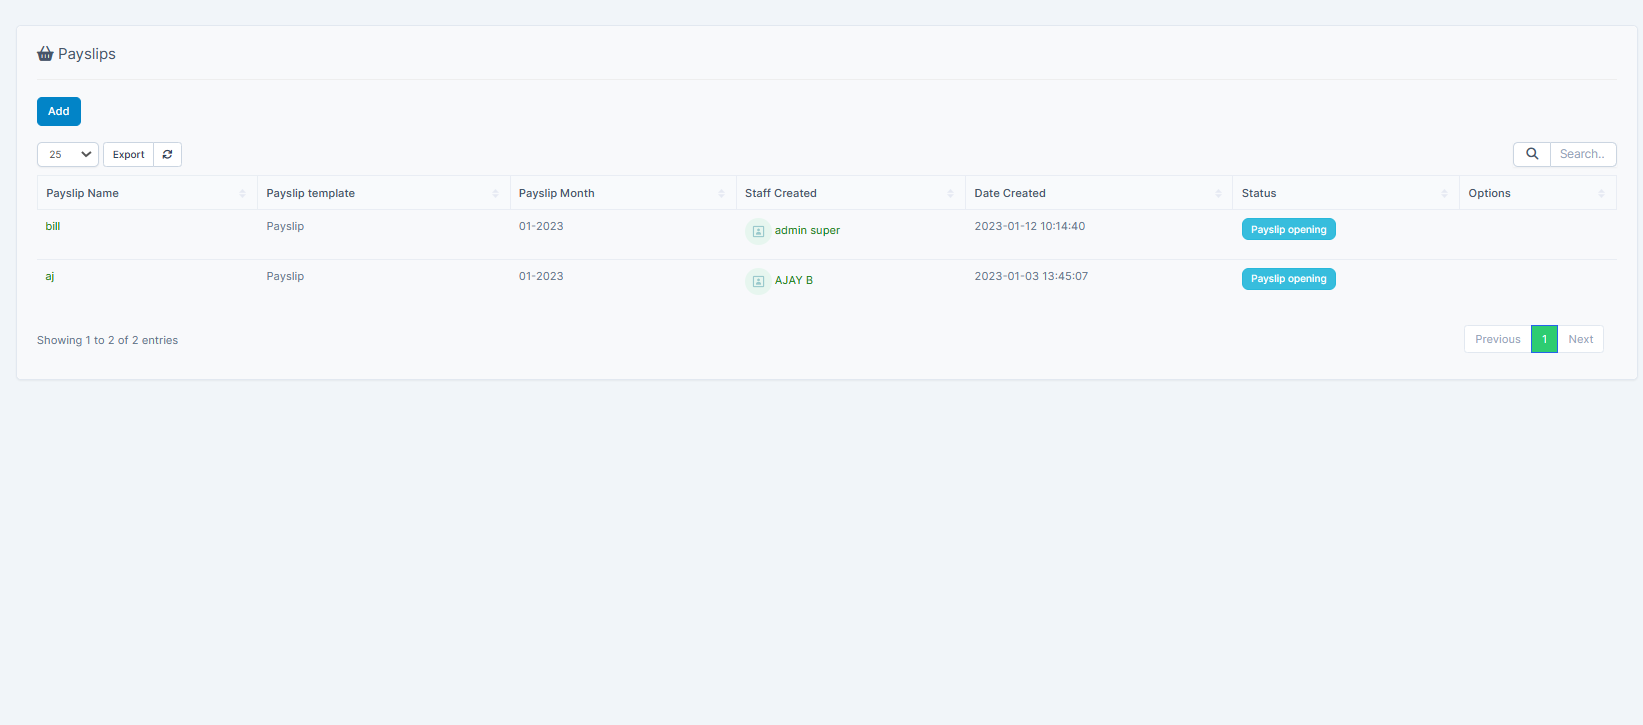 Payslips
Add
25 Export Search..
Payslip Name Payslip template Payslip Month Staff Created Date Created Status Options
bill Payslip 01-2023 admin super 2023-01-12 10:14:40 Payslip opening
aj Payslip 01-2023 AJAY B 2023-01-03 13:45:07 Payslip opening
Showing 1 to 2 of 2 entries Previous 1 Next